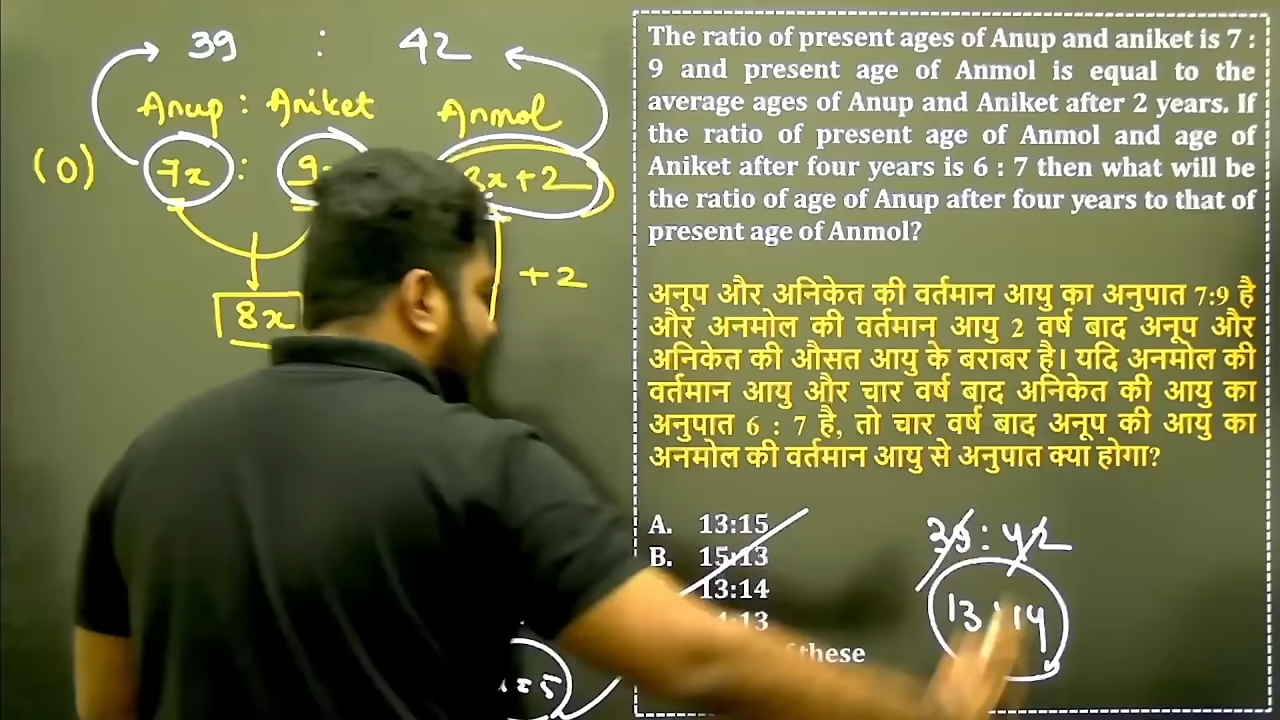 39 : 42
Anup : Aniket Anmol
(0) 7x : 8x+2
+2
8x
The ratio of present ages of Anup and aniket is 7 :
9 and present age of Anmol is equal to the
average ages of Anup and Aniket after 2 years. If
the ratio of present age of Anmol and age of
Aniket after four years is 6 : 7 then what will be
the ratio of age of Anup after four years to that of
present age of Anmol?
अनूप और अनिकेत की वर्तमान आयु का अनुपात 7:9 है
और अनमोल की वर्तमान आयु 2 वर्ष बाद अनूप और
अनिकेत की औसत आयु के बराबर है। यदि अनमोल की
वर्तमान आयु और चार वर्ष बाद अनिकेत की आयु का
अनुपात 6 : 7 है, तो चार वर्ष बाद अनूप की आयु का
अनमोल की वर्तमान आयु से अनुपात क्या होगा?
A. 13:15
B. 15:13
13:14
:13
these
39 : 42
13 : 14
= 5